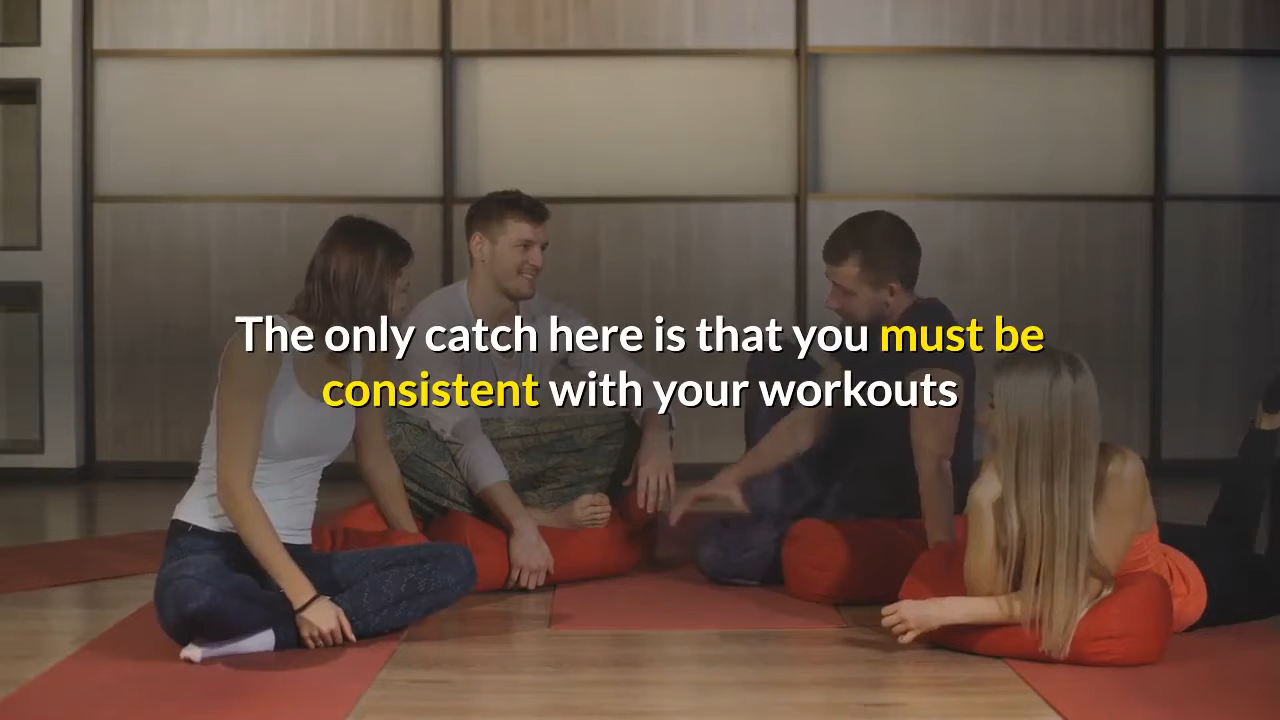 The only catch here is that you must be
consistent with your workouts